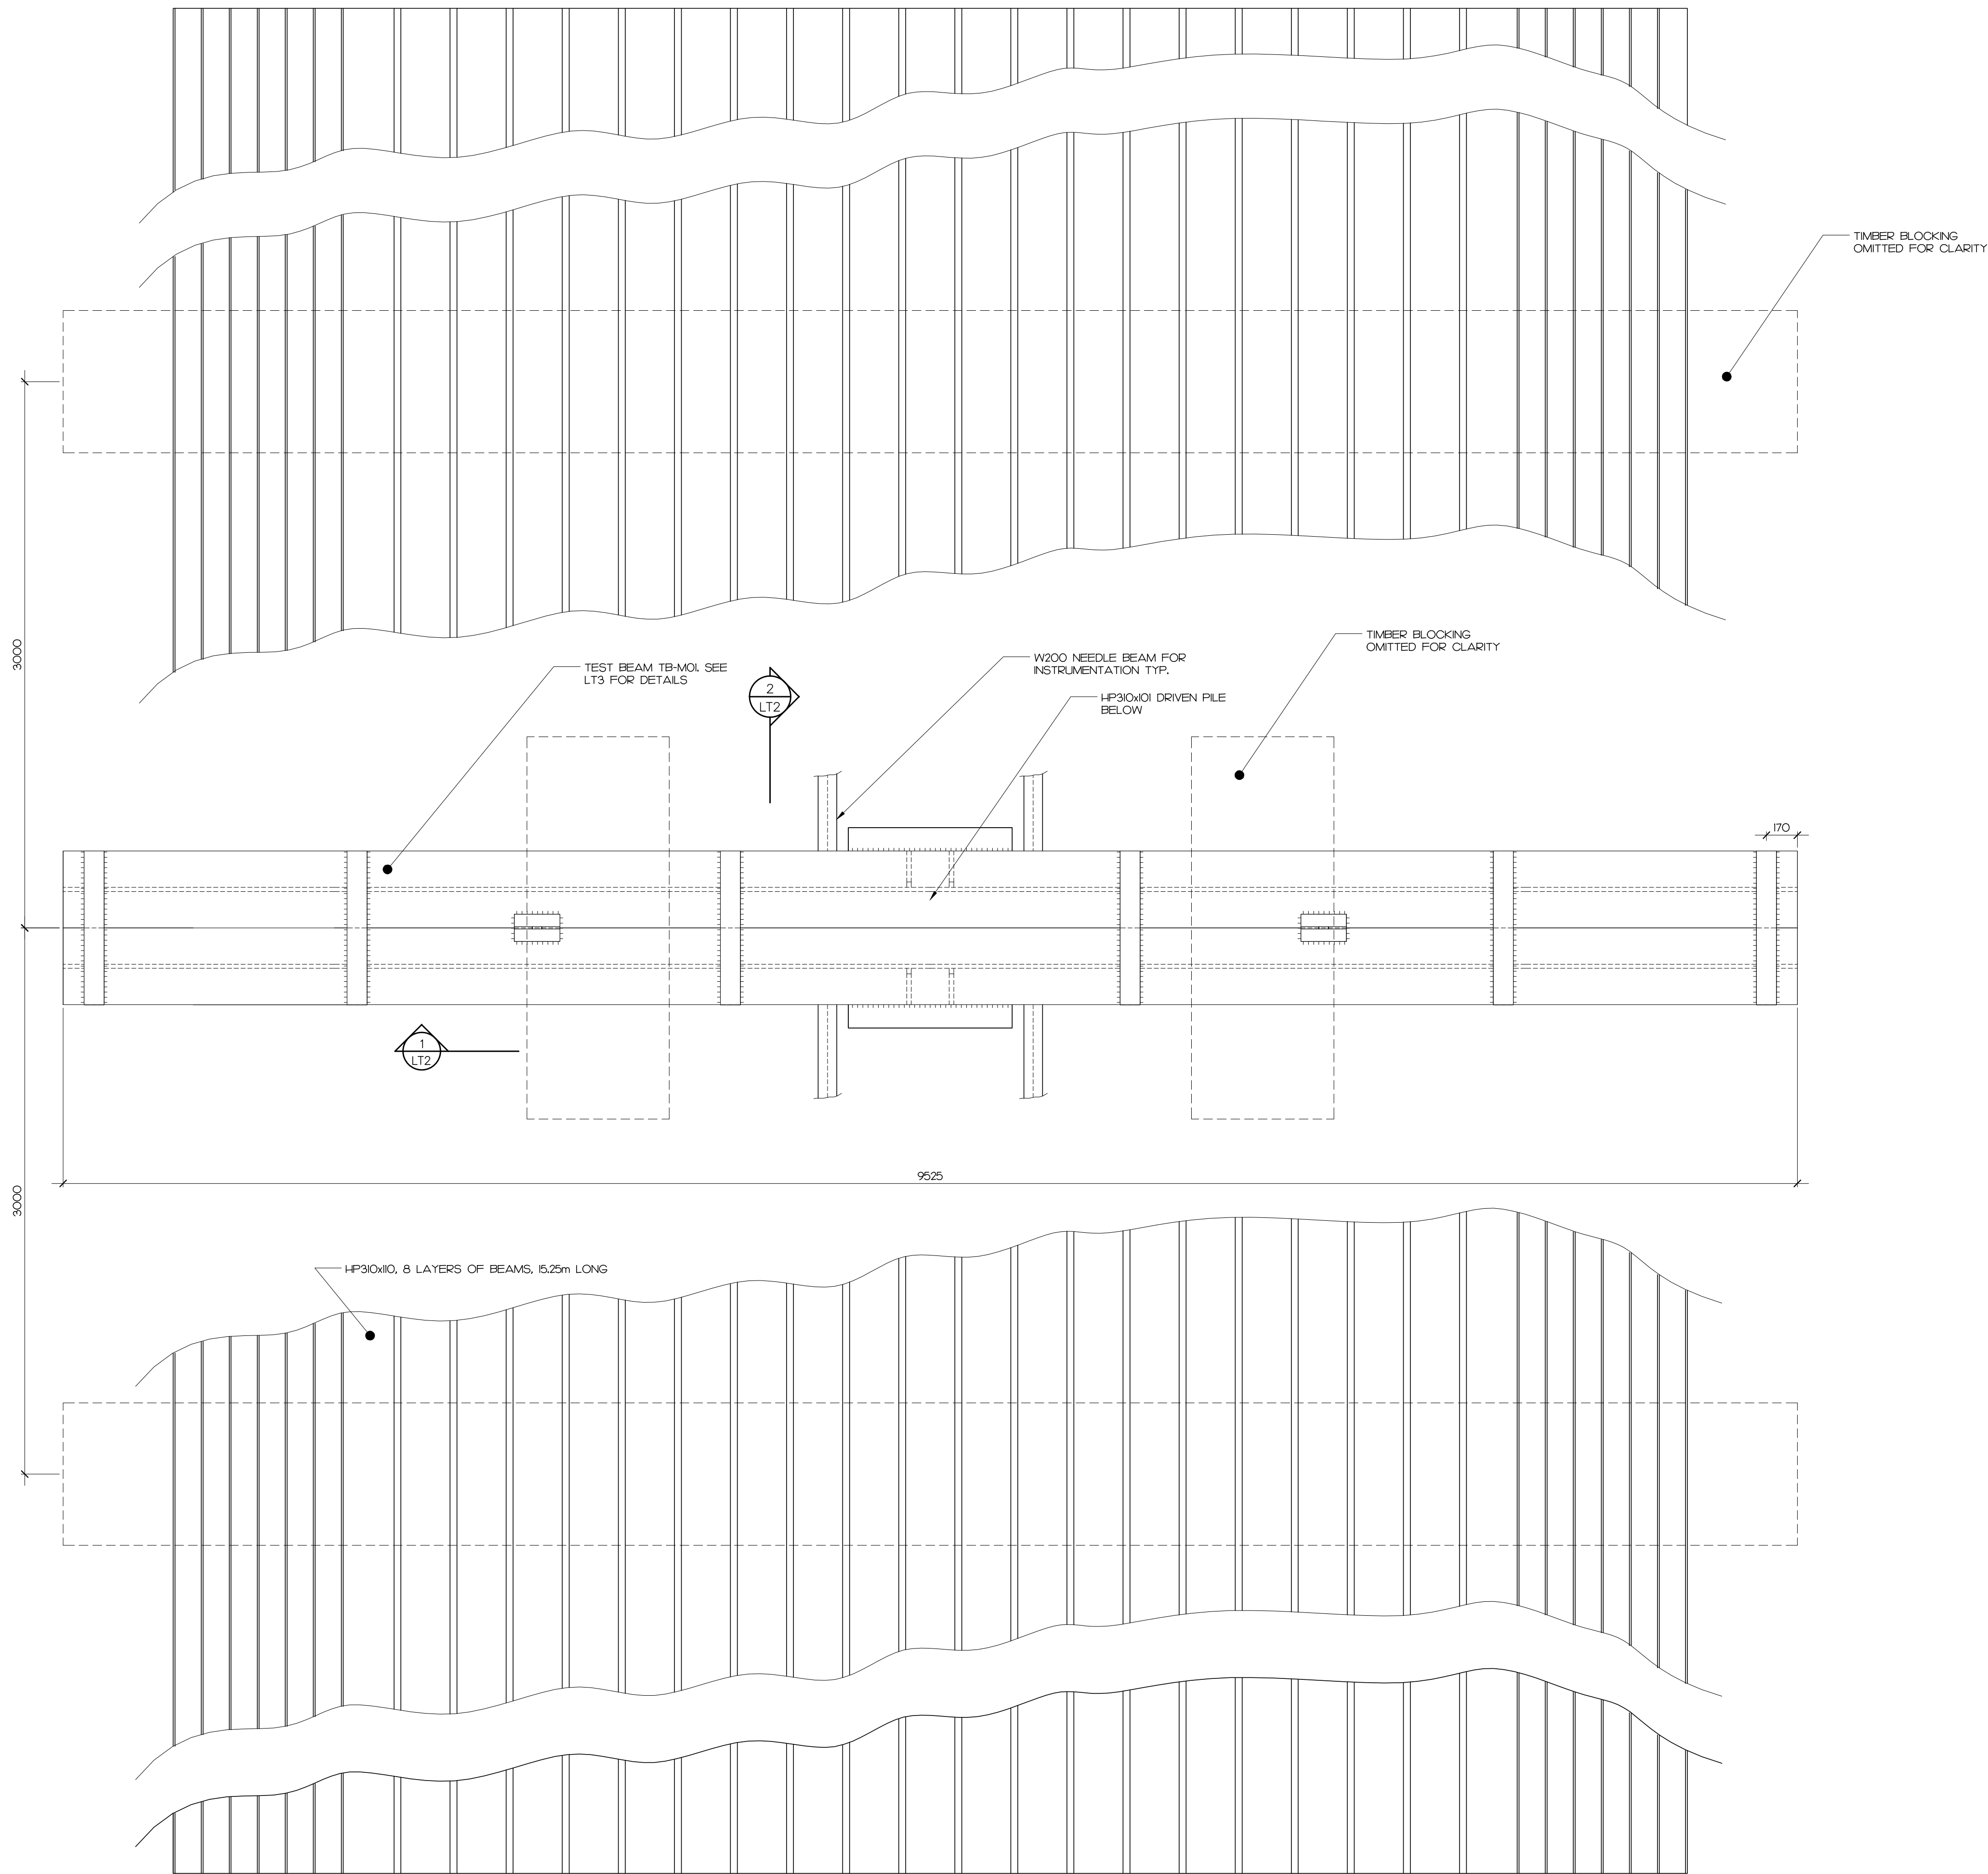 TIMBER BLOCKING
OMITTED FOR CLARITY
3000
TIMBER BLOCKING
OMITTED FOR CLARITY
W200 NEEDLE BEAM FOR
INSTRUMENTATION TYP.
TEST BEAM TB-M01. SEE
LT3 FOR DETAILS
2
LT2
HP310x101 DRIVEN PILE
BELOW
170
1
LT2
9525
3000
HP310x110, 8 LAYERS OF BEAMS, 15.25m LONG